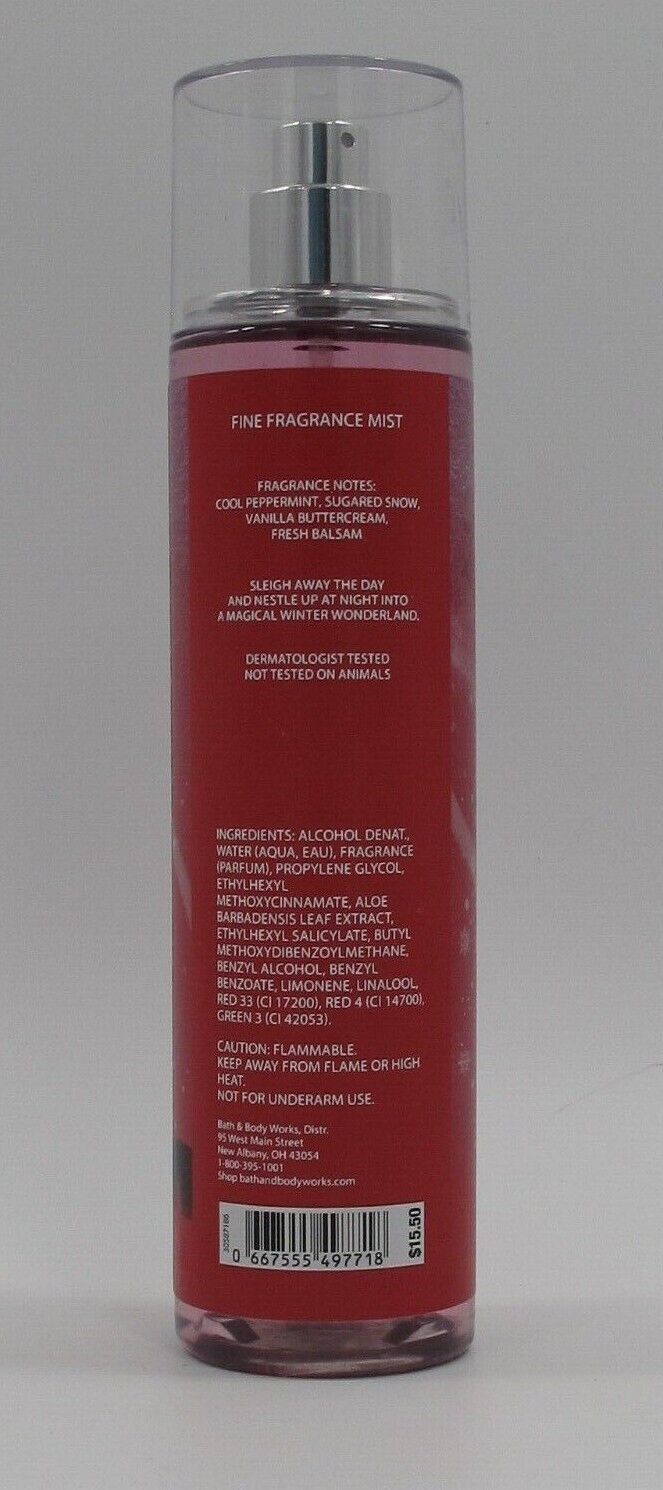 FINE FRAGRANCE MIST
FRAGRANCE NOTES:
COOL PEPPERMINT, SUGARED SNOW,
VANILLA BUTTERCREAM,
FRESH BALSAM
SLEIGH AWAY THE DAY
AND NESTLE UP AT NIGHT INTO
A MAGICAL WINTER WONDERLAND.
DERMATOLOGIST TESTED
NOT TESTED ON ANIMALS
INGREDIENTS: ALCOHOL DENAT.,
WATER (AQUA, EAU), FRAGRANCE
(PARFUM), PROPYLENE GLYCOL,
ETHYLHEXYL
METHOXYCINNAMATE, ALOE
BARBADENSIS LEAF EXTRACT,
ETHYLHEXYL SALICYLATE, BUTYL
METHOXYDIBENZOYLMETHANE,
BENZYL ALCOHOL, BENZYL
BENZOATE, LIMONENE, LINALOOL,
RED 33 (CI 17200), RED 4 (CI 14700),
GREEN 3 (CI 42053).
CAUTION: FLAMMABLE.
KEEP AWAY FROM FLAME OR HIGH
HEAT.
NOT FOR UNDERARM USE.
Bath & Body Works, Distr.
95 West Main Street
New Albany, OH 43054
1-800-395-1001
Shop bathandbodyworks.com
30587186
0 667555 497718
$15.50